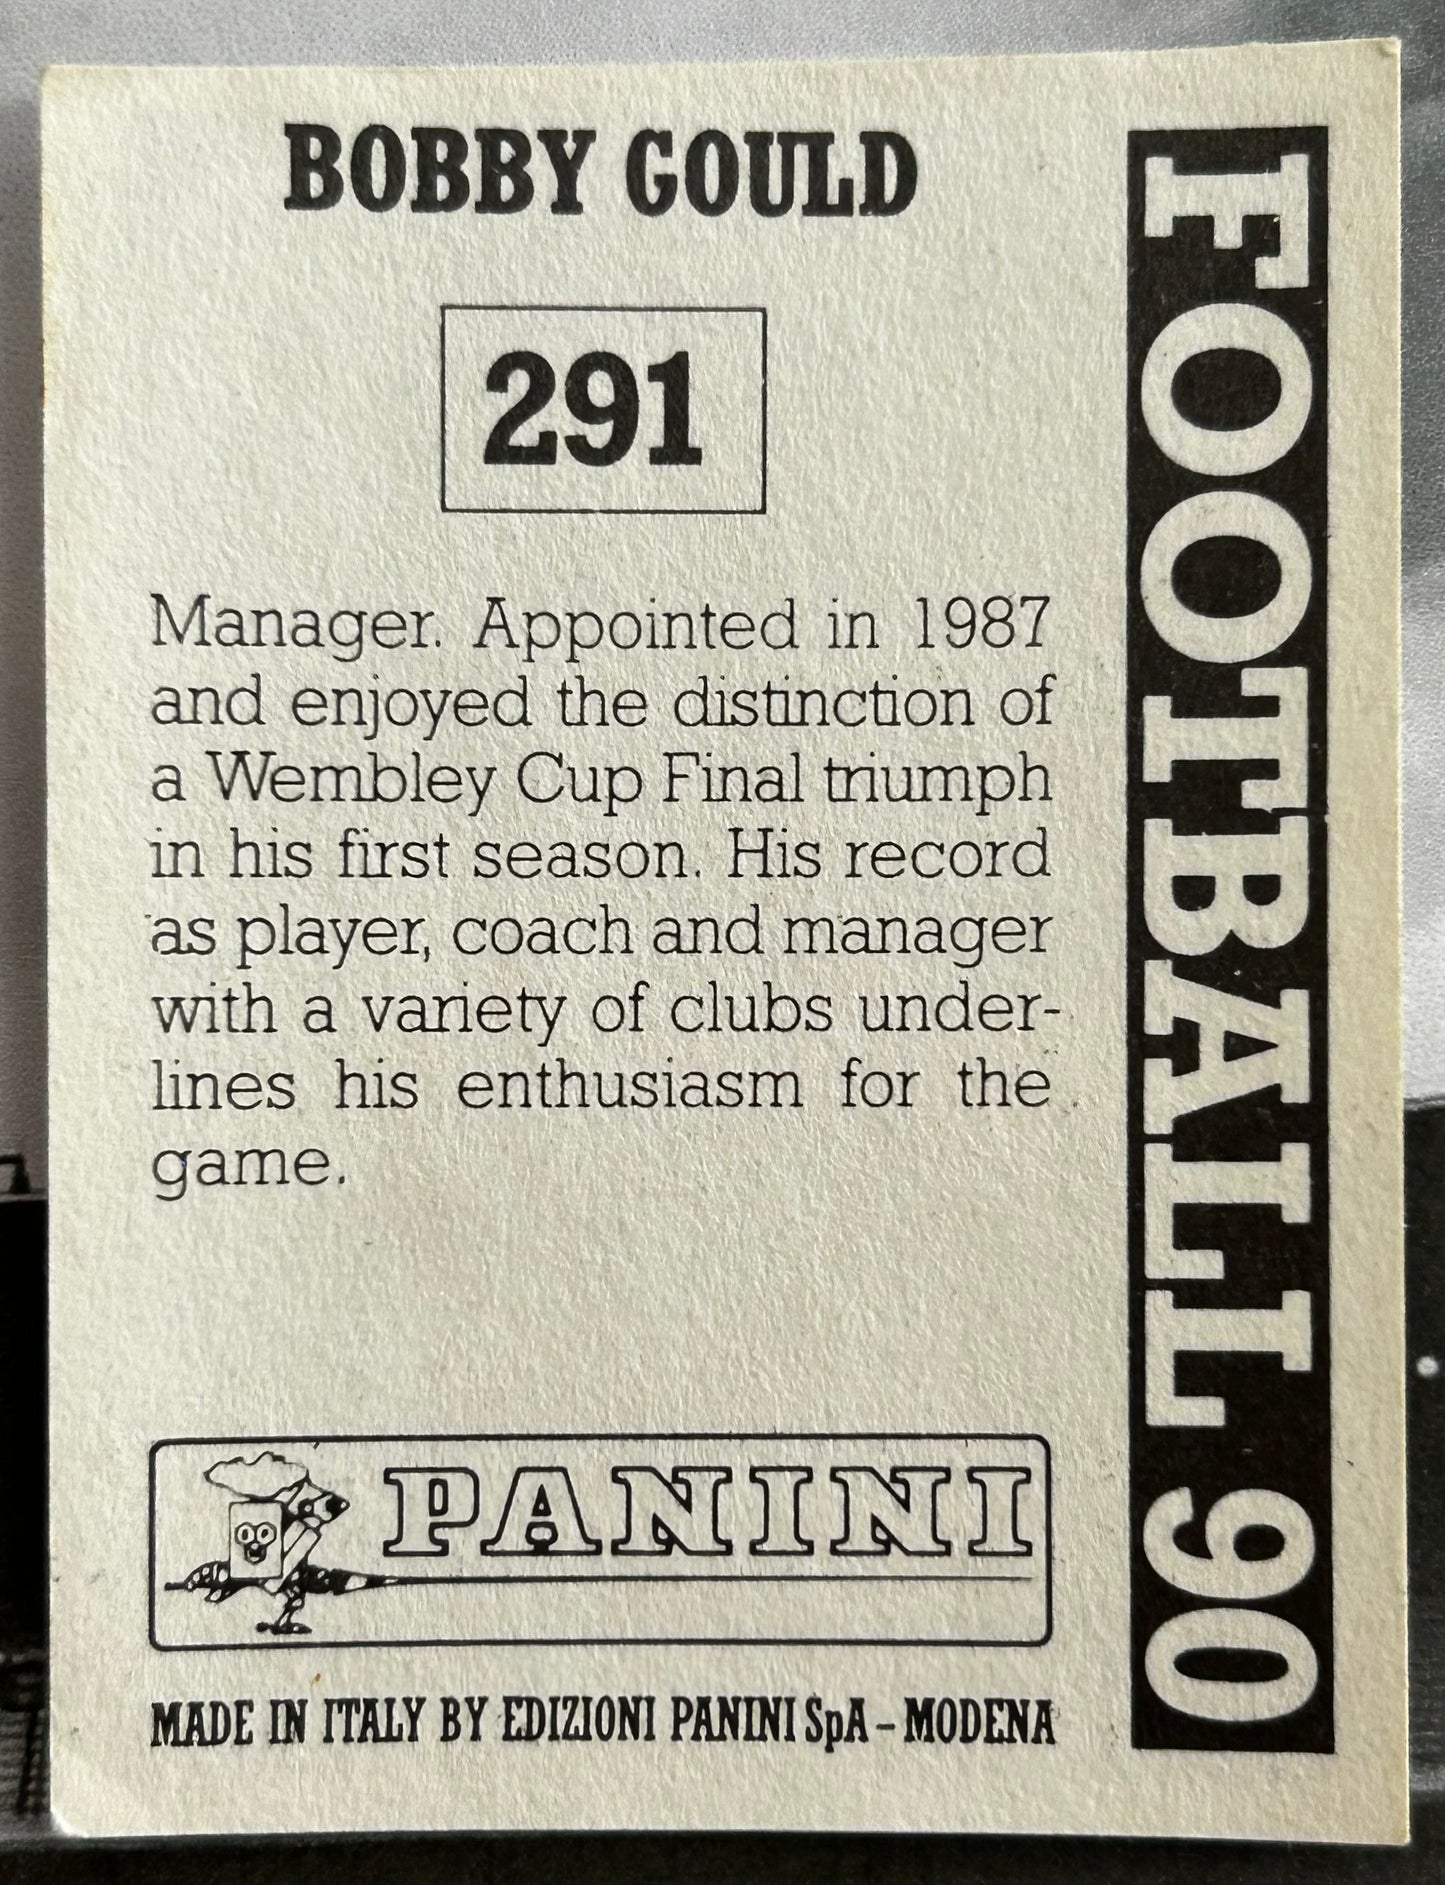 BOBBY GOULD
291
Manager. Appointed in 1987
and enjoyed the distinction of
a Wembley Cup Final triumph
in his first season. His record
as player, coach and manager
with a variety of clubs under-
lines his enthusiasm for the
game.
PANINI
MADE IN ITALY BY EDIZIONI PANINI SpA – MODENA
FOOTBALL 90